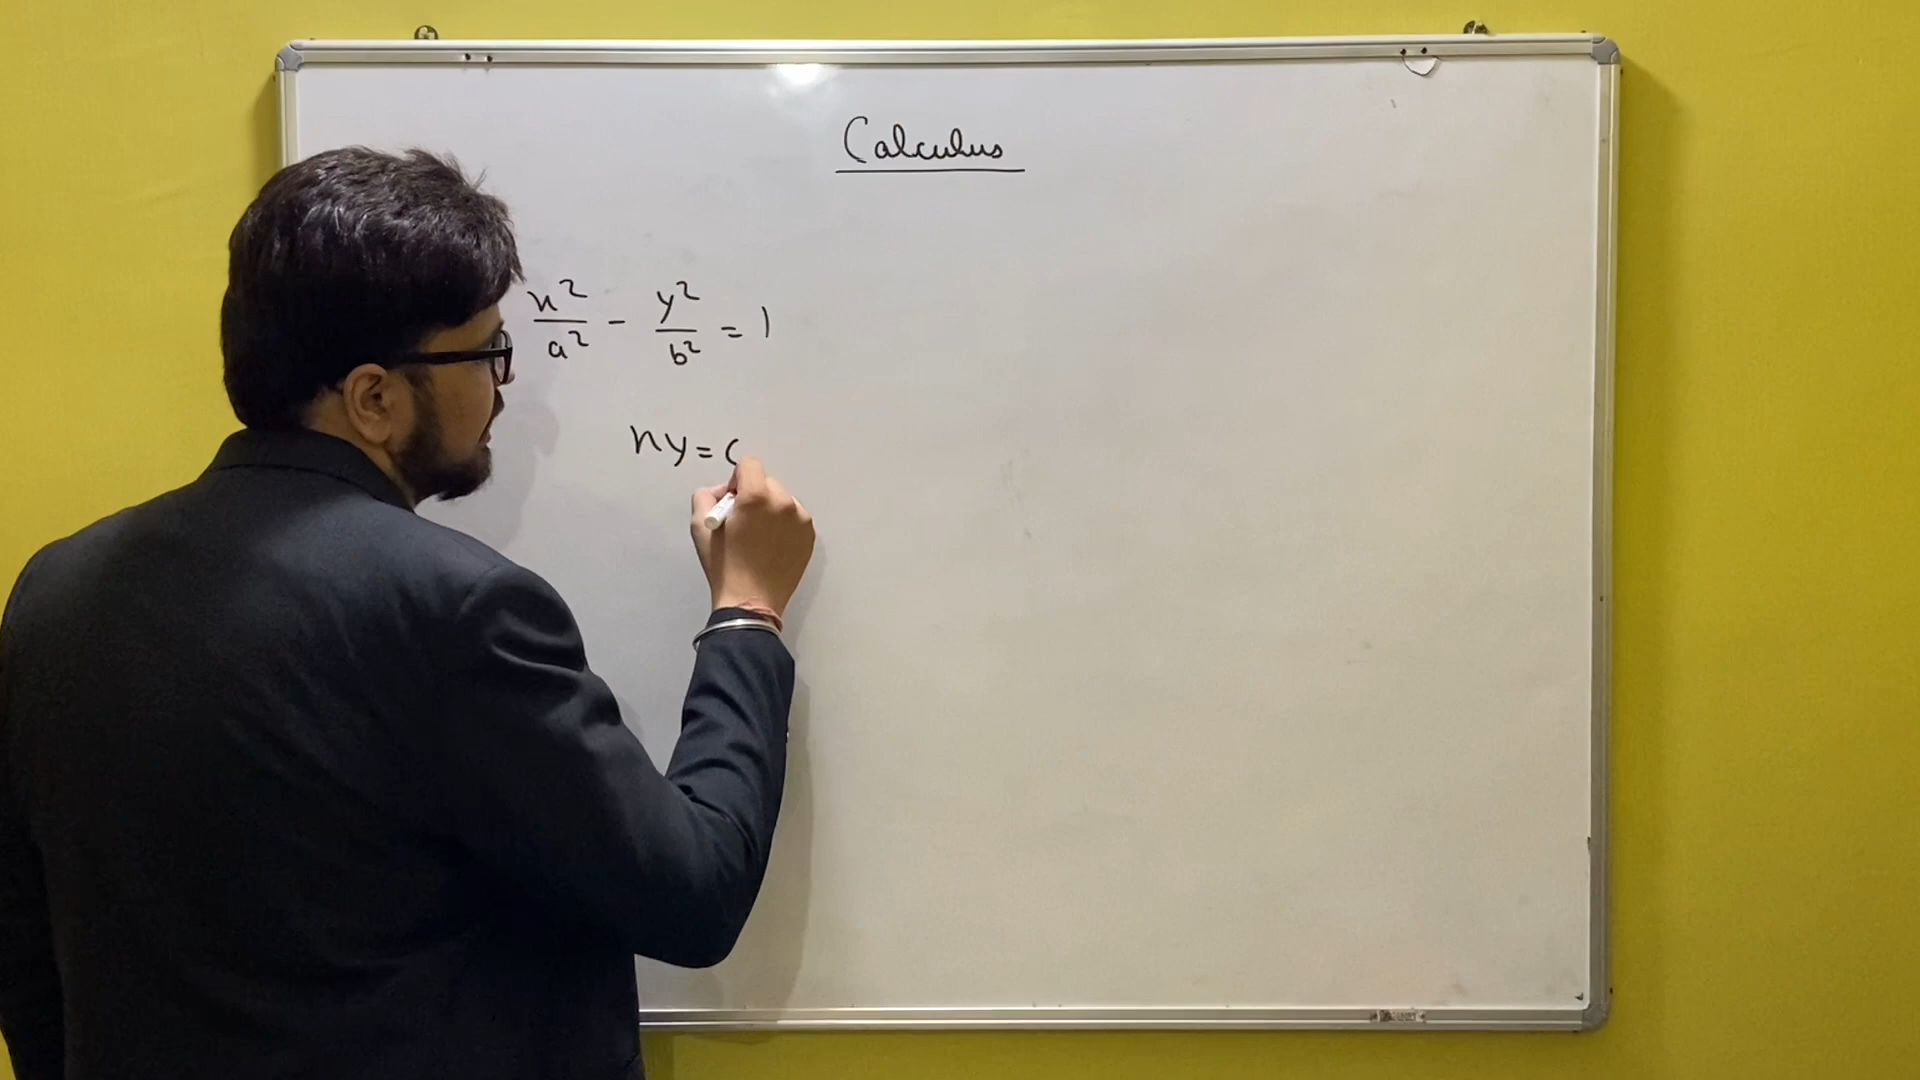 Calculus
x²/a² - y²/b² = 1
xy = c